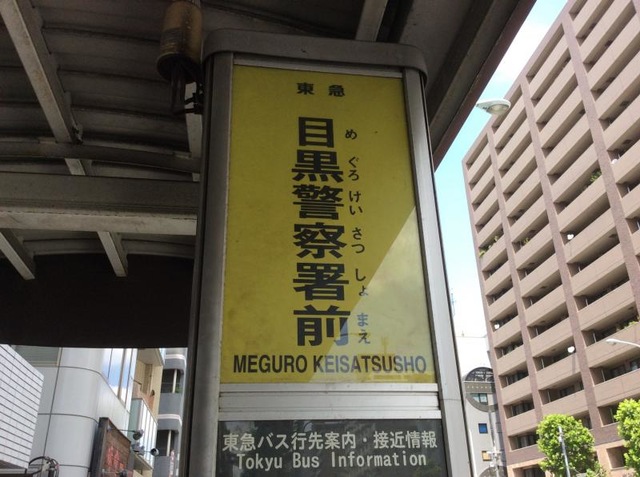 東急
目黒警察署前
めぐろけいさつしょまえ
MEGURO KEISATSUSHO
東急バス行先案内・接近情報
Tokyu Bus Information